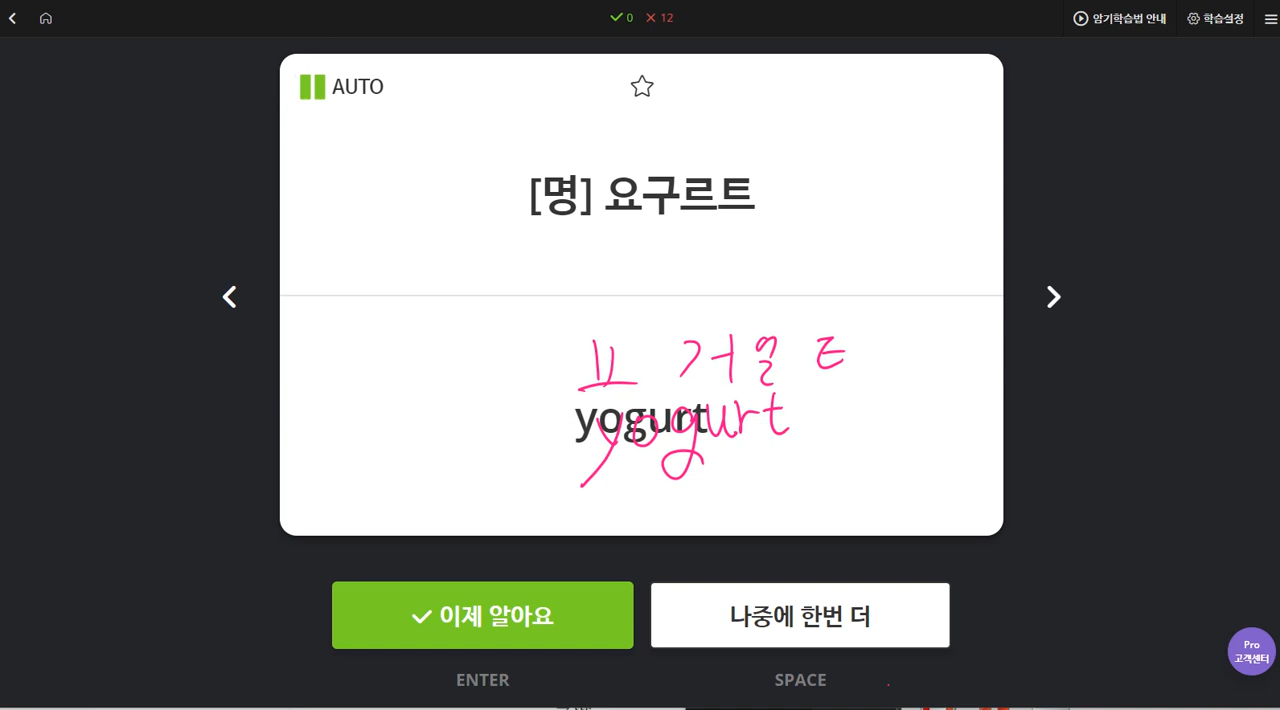 0 12 암기학습법 안내 학습설정
AUTO
[명] 요구르트
요 거얼 트
yogurt
yogurt
이제 알아요 나중에 한번 더
Pro
고객센터
ENTER SPACE